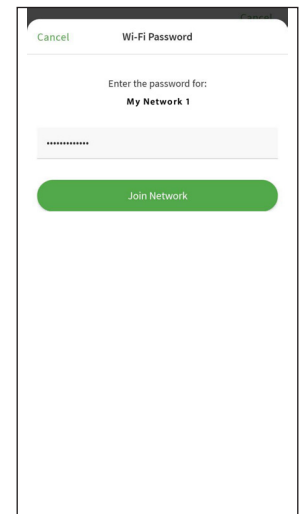 Cancel
Cancel Wi-Fi Password
Enter the password for:
My Network 1
•••••••••••••
Join Network